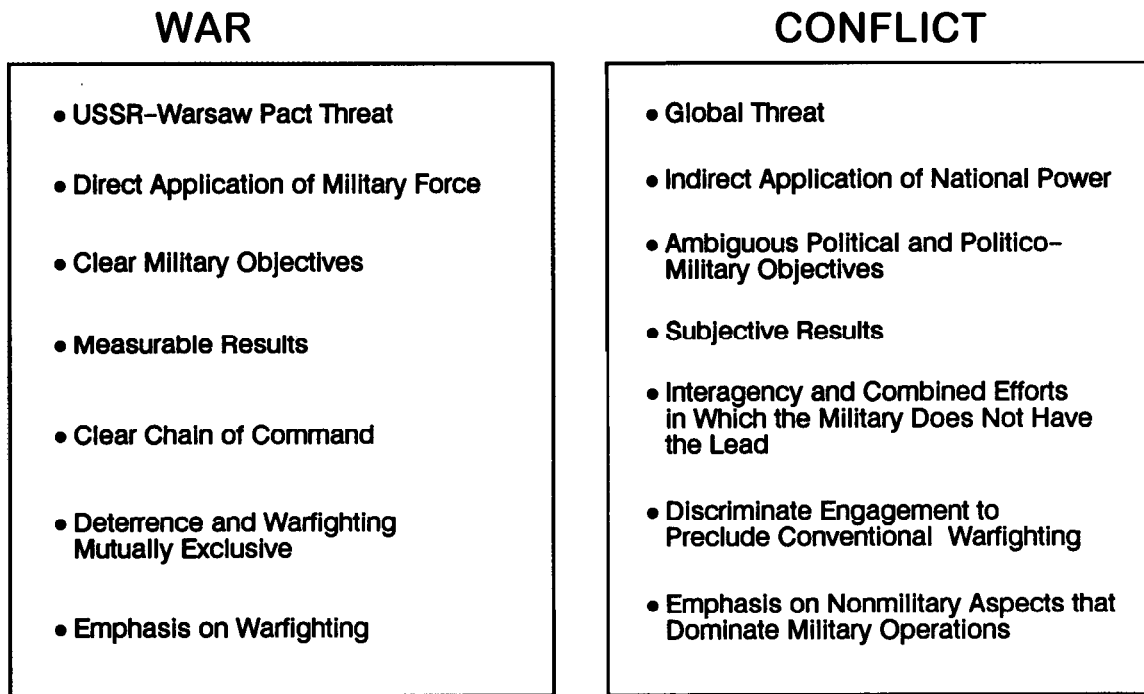 WAR
• USSR–Warsaw Pact Threat
• Direct Application of Military Force
• Clear Military Objectives
• Measurable Results
• Clear Chain of Command
• Deterrence and Warfighting
Mutually Exclusive
• Emphasis on Warfighting
CONFLICT
• Global Threat
• Indirect Application of National Power
• Ambiguous Political and Politico–
Military Objectives
• Subjective Results
• Interagency and Combined Efforts
in Which the Military Does Not Have
the Lead
• Discriminate Engagement to
Preclude Conventional Warfighting
• Emphasis on Nonmilitary Aspects that
Dominate Military Operations